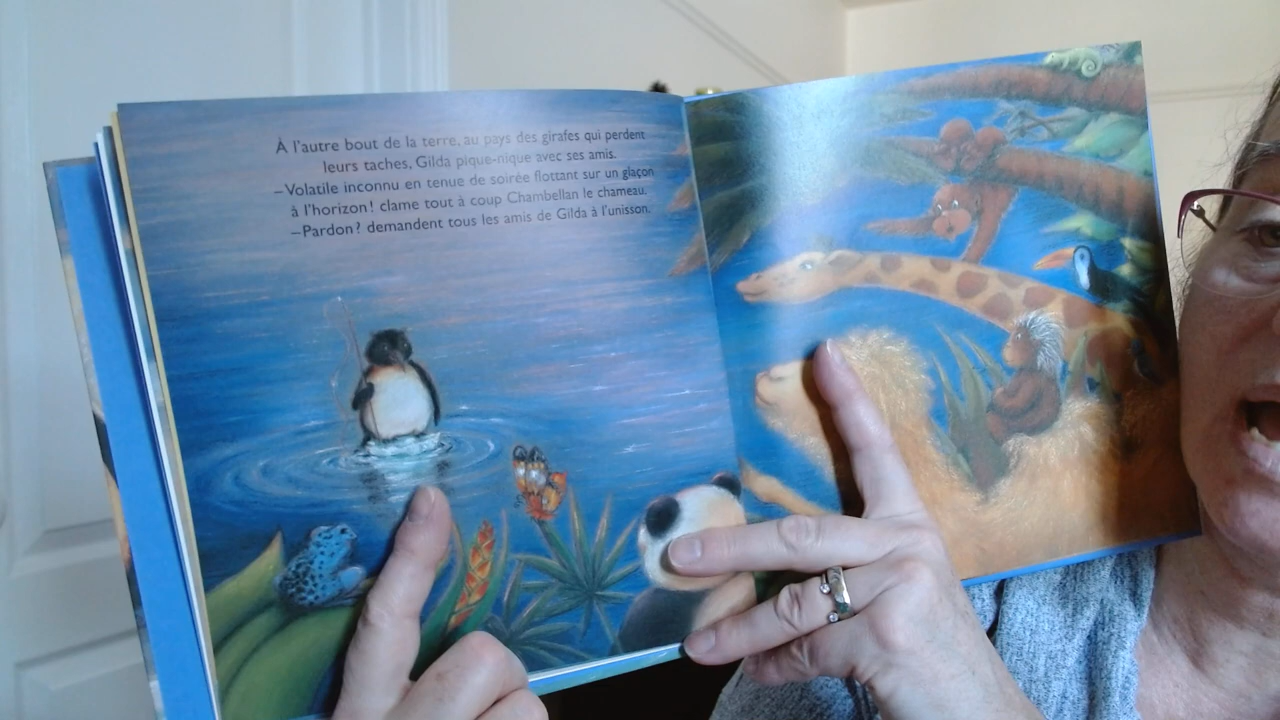 À l'autre bout de la terre, au pays des girafes qui perdent
leurs taches, Gilda pique-nique avec ses amis.
–Volatile inconnu en tenue de soirée flottant sur un glaçon
à l'horizon! clame tout à coup Chambellan le chameau.
–Pardon? demandent tous les amis de Gilda à l'unisson.